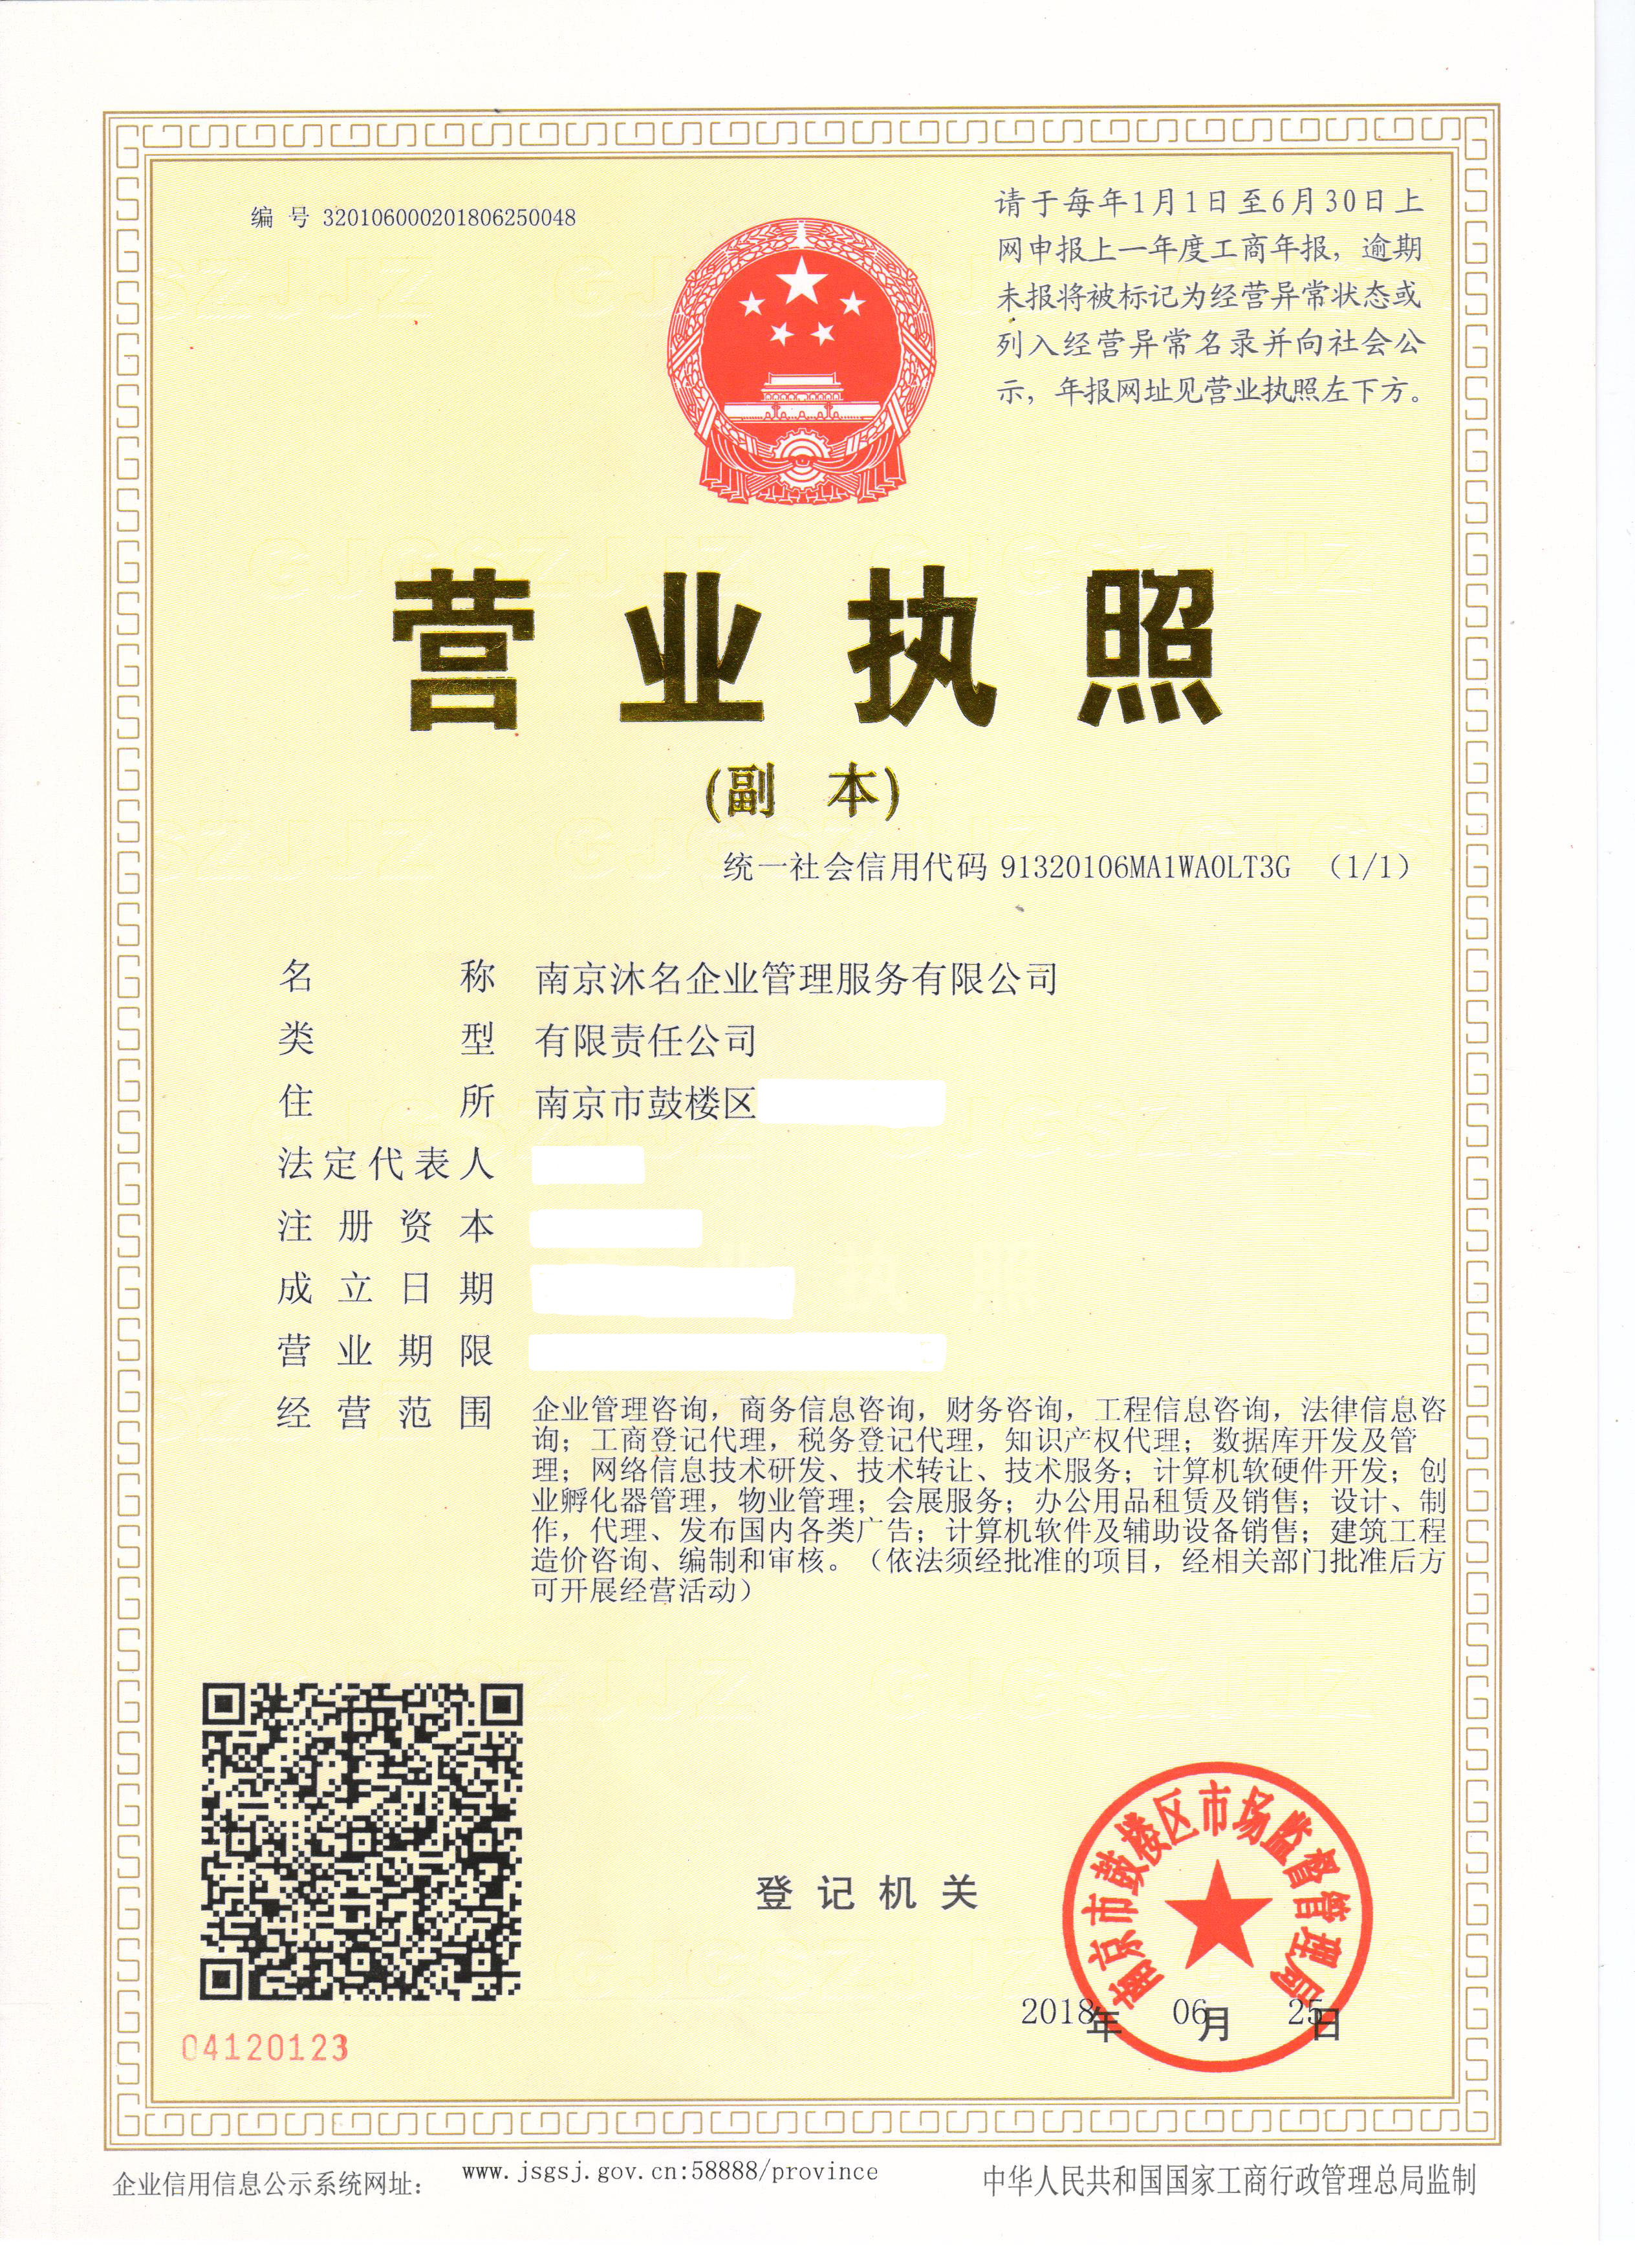 编 号 320106000201806250048
请于每年1月1日至6月30日上
网申报上一年度工商年报，逾期
未报将被标记为经营异常状态或
列入经营异常名录并向社会公
示，年报网址见营业执照左下方。
营业执照
(副 本)
统一社会信用代码 91320106MA1WA0LT3G （1/1）
名 称 南京沐名企业管理服务有限公司
类 型 有限责任公司
住 所 南京市鼓楼区
法定代表人
注册资本
成立日期
营业期限
经营范围 企业管理咨询，商务信息咨询，财务咨询，工程信息咨询，法律信息咨
询；工商登记代理，税务登记代理，知识产权代理；数据库开发及管
理；网络信息技术研发、技术转让、技术服务；计算机软硬件开发；创
业孵化器管理，物业管理；会展服务；办公用品租赁及销售；设计、制
作，代理、发布国内各类广告；计算机软件及辅助设备销售；建筑工程
造价咨询、编制和审核。（依法须经批准的项目，经相关部门批准后方
可开展经营活动）
登记机关
南京市鼓楼区市场监督管理局
2018年 06月 25日
04120123
企业信用信息公示系统网址： www.jsgsj.gov.cn:58888/province
中华人民共和国国家工商行政管理总局监制